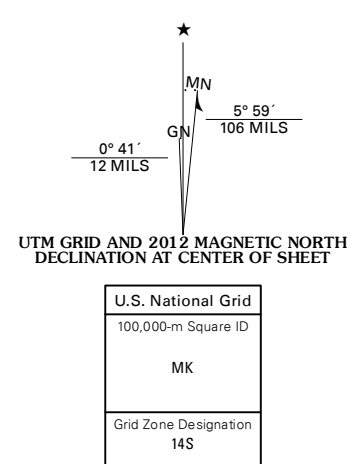 ★
MN
5° 59´
106 MILS
GN
0° 41´
12 MILS
UTM GRID AND 2012 MAGNETIC NORTH
DECLINATION AT CENTER OF SHEET
U.S. National Grid
100,000-m Square ID
MK
Grid Zone Designation
14S